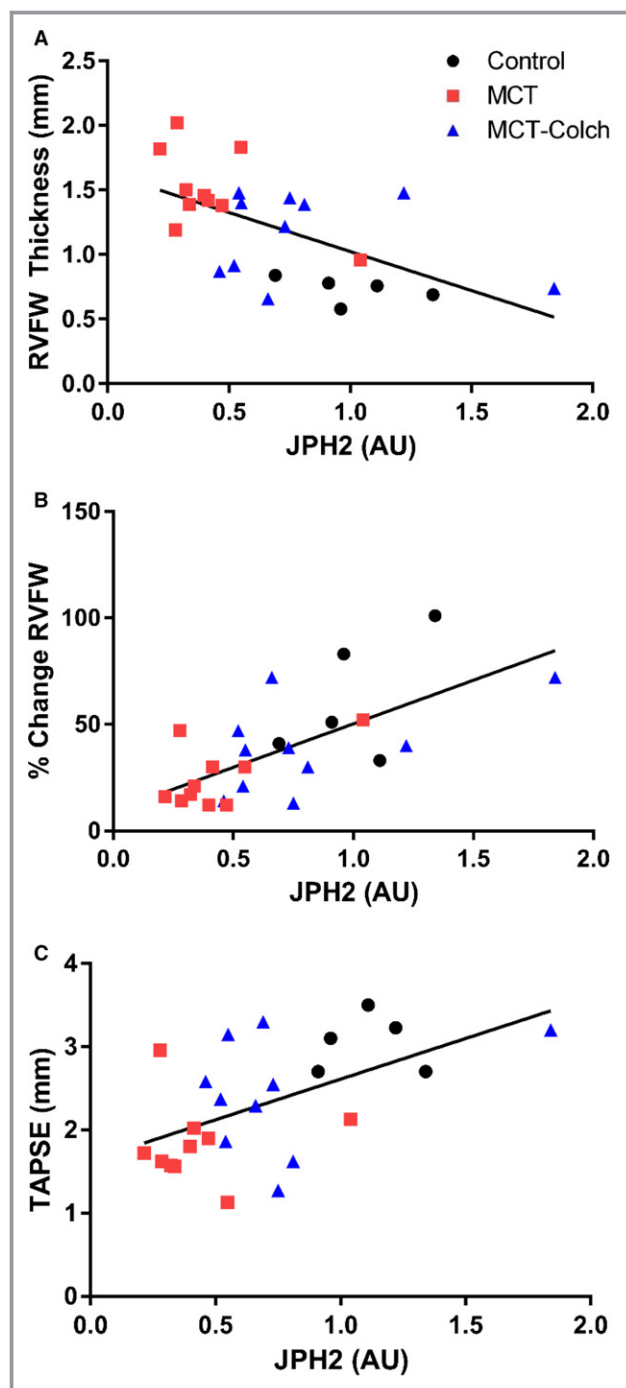 A
Control
MCT
MCT-Colch
2.5
2.0
1.5
1.0
0.5
0.0
RVFW Thickness (mm)
0.0 0.5 1.0 1.5 2.0
JPH2 (AU)
B
150
100
50
0
% Change RVFW
0.0 0.5 1.0 1.5 2.0
JPH2 (AU)
C
4
3
2
1
0
TAPSE (mm)
0.0 0.5 1.0 1.5 2.0
JPH2 (AU)